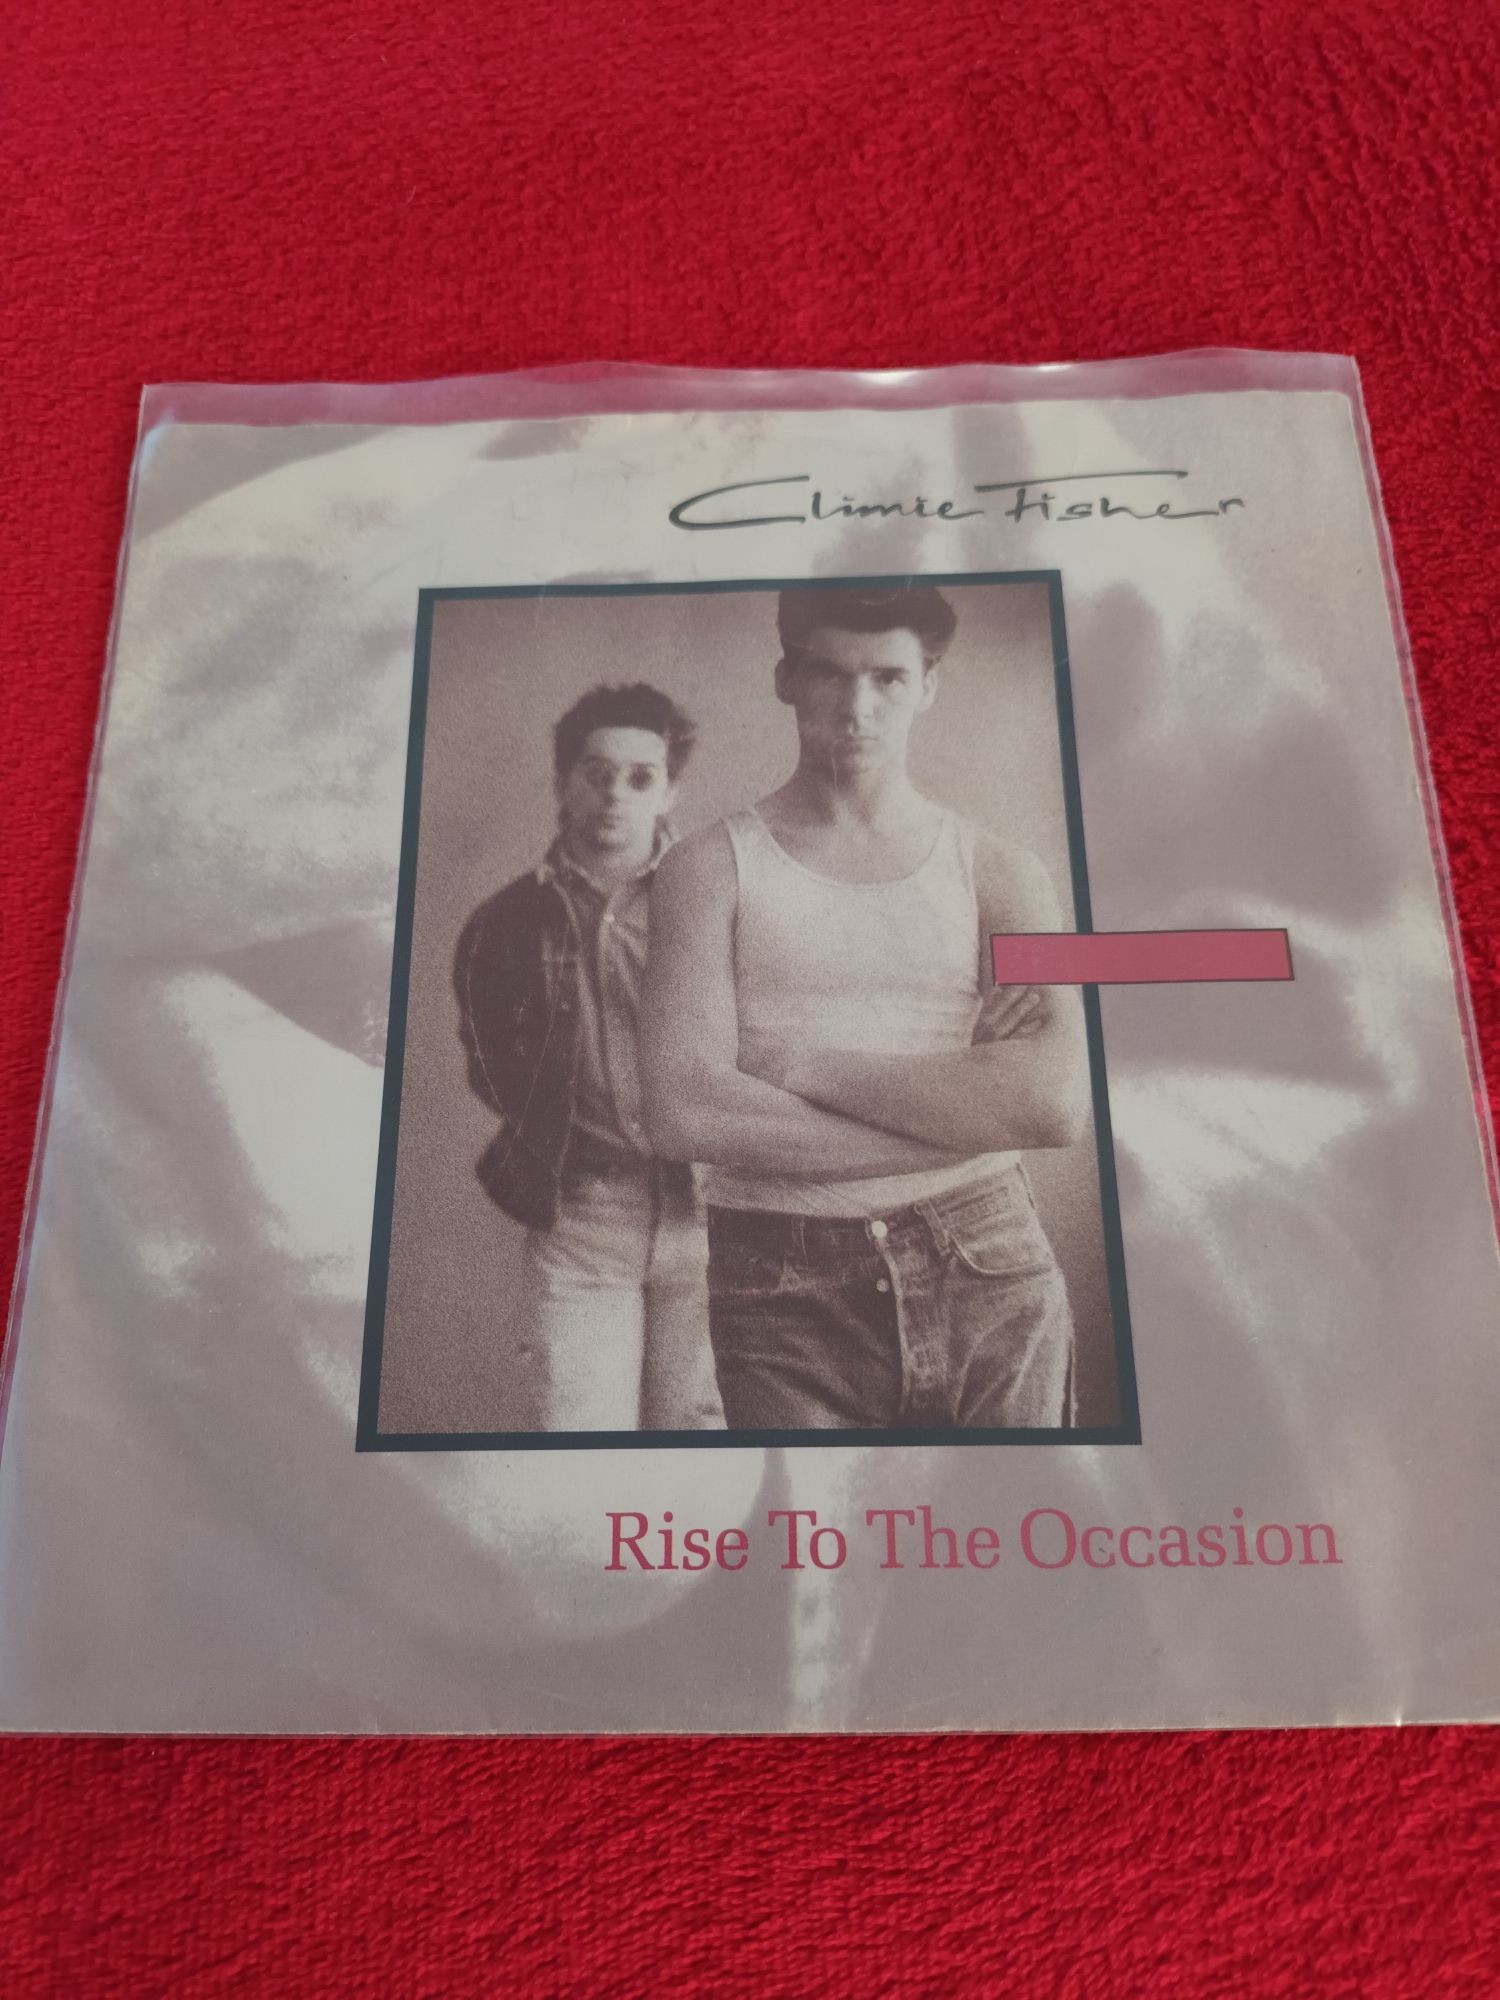 Climie Fisher
Rise To The Occasion